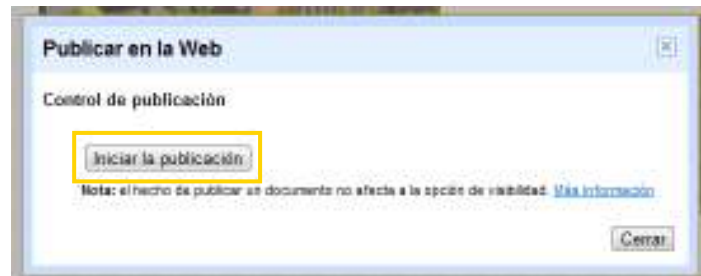 Publicar en la Web
Control de publicación
Iniciar la publicación
Nota: el hecho de publicar un documento no afecta a la opción de visibilidad. Más información
Cerrar